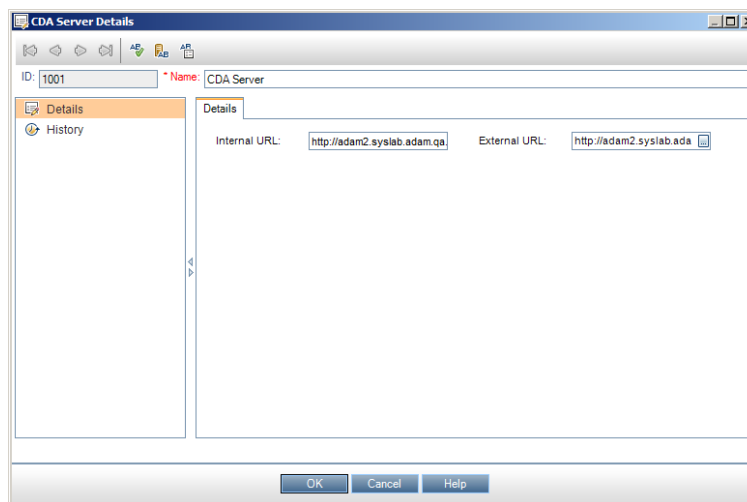 CDA Server Details
ID: 1001 * Name: CDA Server
Details
History
Details
Internal URL: http://adam2.syslab.adam.qa. External URL: http://adam2.syslab.ada ...
OK Cancel Help